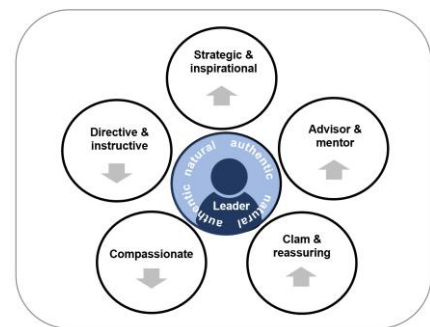 Strategic &
inspirational
Directive &
instructive
Advisor &
mentor
authentic natural authentic natural
Leader
Compassionate
Clam &
reassuring